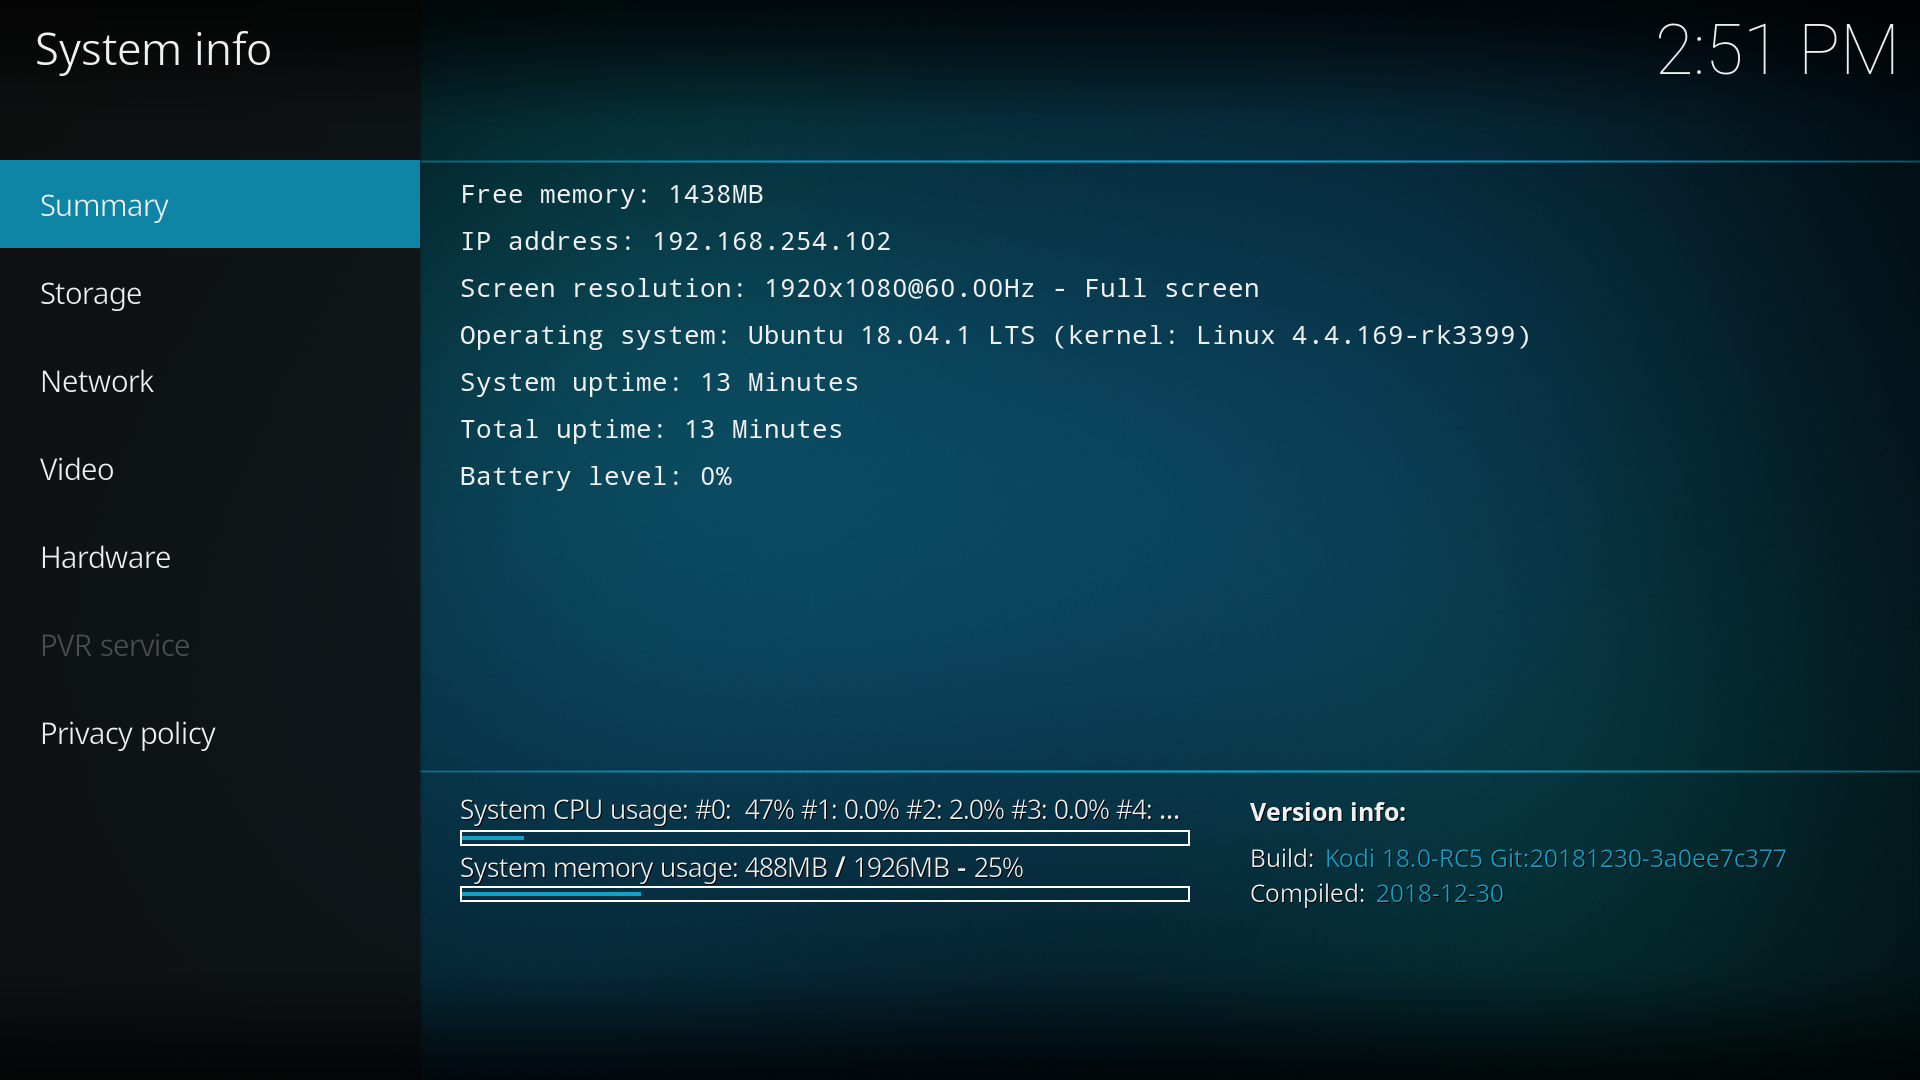 System info
2:51 PM
Summary
Storage
Network
Video
Hardware
PVR service
Privacy policy
Free memory: 1438MB
IP address: 192.168.254.102
Screen resolution: 1920x1080@60.00Hz - Full screen
Operating system: Ubuntu 18.04.1 LTS (kernel: Linux 4.4.169-rk3399)
System uptime: 13 Minutes
Total uptime: 13 Minutes
Battery level: 0%
System CPU usage: #0:  47% #1: 0.0% #2: 2.0% #3: 0.0% #4: ...
System memory usage: 488MB / 1926MB - 25%
Version info:
Build: Kodi 18.0-RC5 Git:20181230-3a0ee7c377
Compiled: 2018-12-30